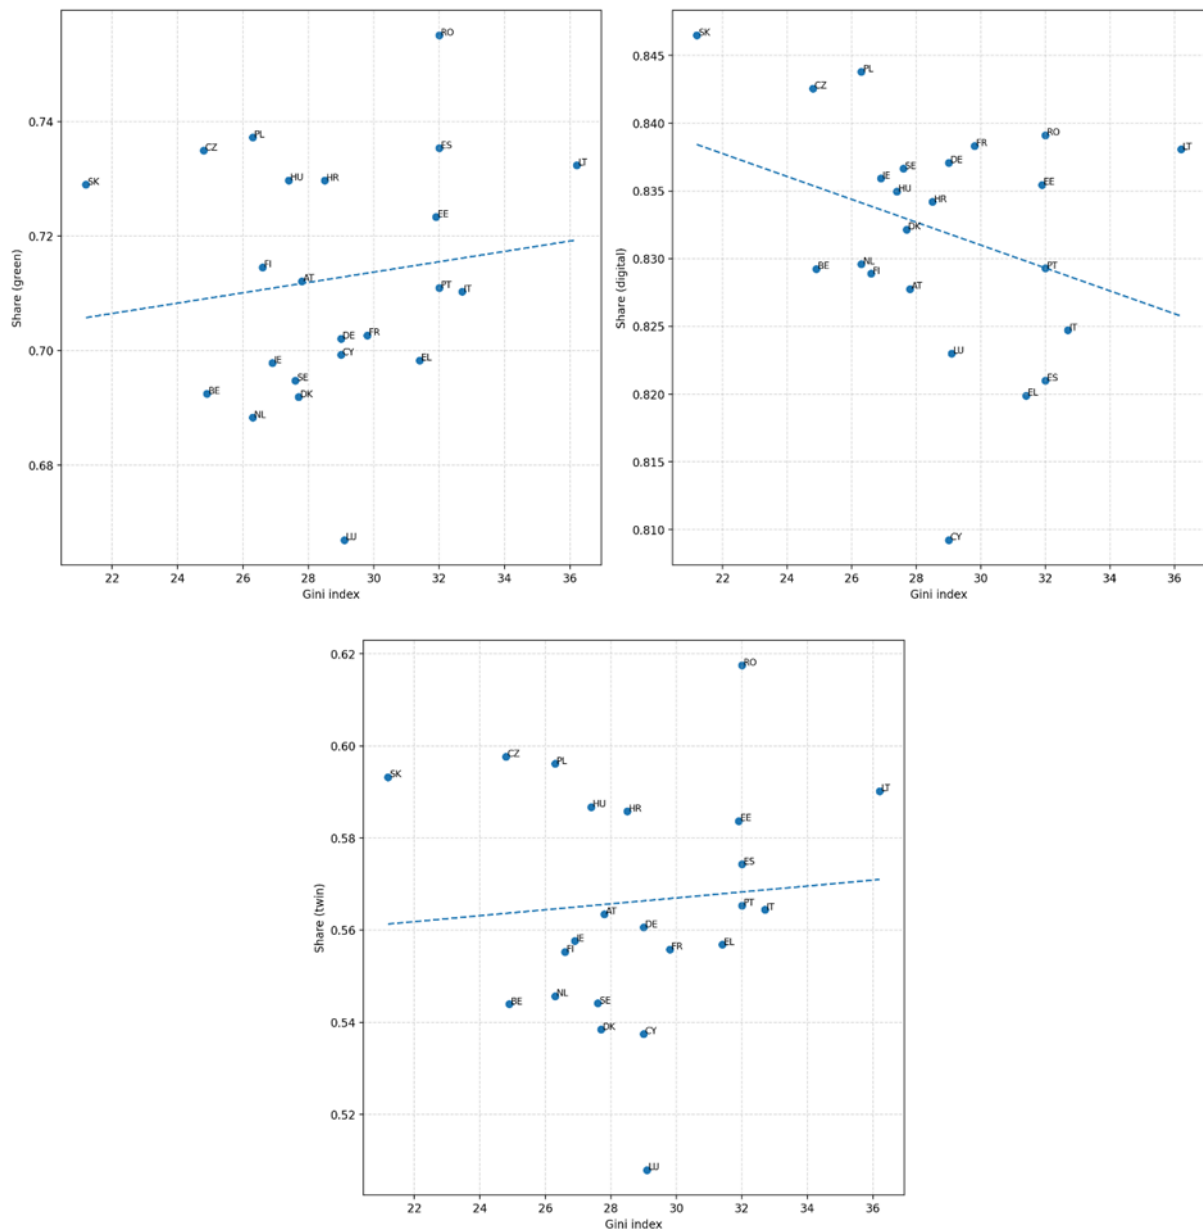 RO
0.74
PL
ES
CZ
LT
HU
HR
SK
EE
0.72
FI
AT
PT
IT
DE
FR
CY
0.70
EL
IE
SE
BE
DK
NL
0.68
LU
22 24 26 28 30 32 34 36
Gini index
Share (green)
SK
0.845
PL
CZ
0.840
RO
FR
LT
DE
SE
IE
EE
0.835
HU
HR
DK
0.830
NL
PT
BE
FI
AT
0.825
IT
LU
ES
0.820
EL
0.815
0.810
CY
22 24 26 28 30 32 34 36
Gini index
Share (digital)
0.62
RO
0.60
CZ
PL
SK
LT
HU
HR
EE
0.58
ES
PT
IT
AT
DE
0.56
IE
EL
FR
FI
NL
BE
SE
0.54
DK
CY
0.52
LU
22 24 26 28 30 32 34 36
Gini index
Share (twin)